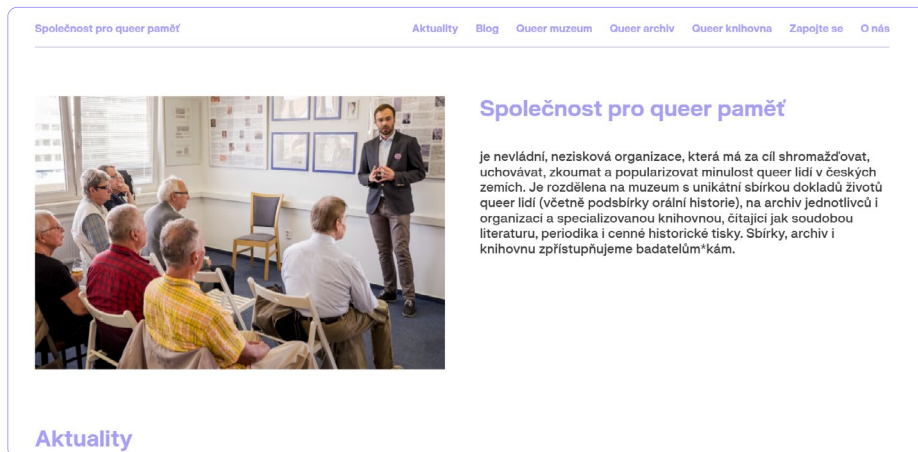 Společnost pro queer paměť
Aktuality Blog Queer muzeum Queer archiv Queer knihovna Zapojte se O nás
Společnost pro queer paměť
je nevládní, nezisková organizace, která má za cíl shromažďovat,
uchovávat, zkoumat a popularizovat minulost queer lidí v českých
zemích. Je rozdělena na muzeum s unikátní sbírkou dokladů životů
queer lidí (včetně podsbírky orální historie), na archiv jednotlivců i
organizací a specializovanou knihovnou, čítající jak soudobou
literaturu, periodika i cenné historické tisky. Sbírky, archiv i
knihovnu zpřístupňujeme badatelům*kám.
Aktuality